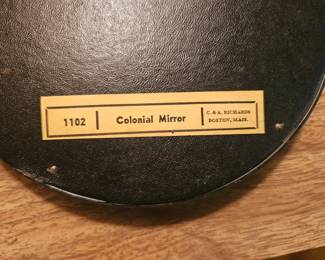 1102
Colonial Mirror
C. & A. RICHARDS
BOSTON, MASS.